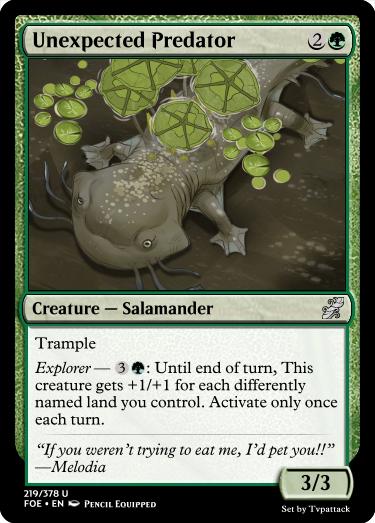 Unexpected Predator 2
Creature — Salamander
Trample
Explorer — 3: Until end of turn, This
creature gets +1/+1 for each differently
named land you control. Activate only once
each turn.
“If you weren’t trying to eat me, I’d pet you!!”
—Melodia
3/3
219/378 U
FOE • EN Pencil Equipped
Set by Tvpattack